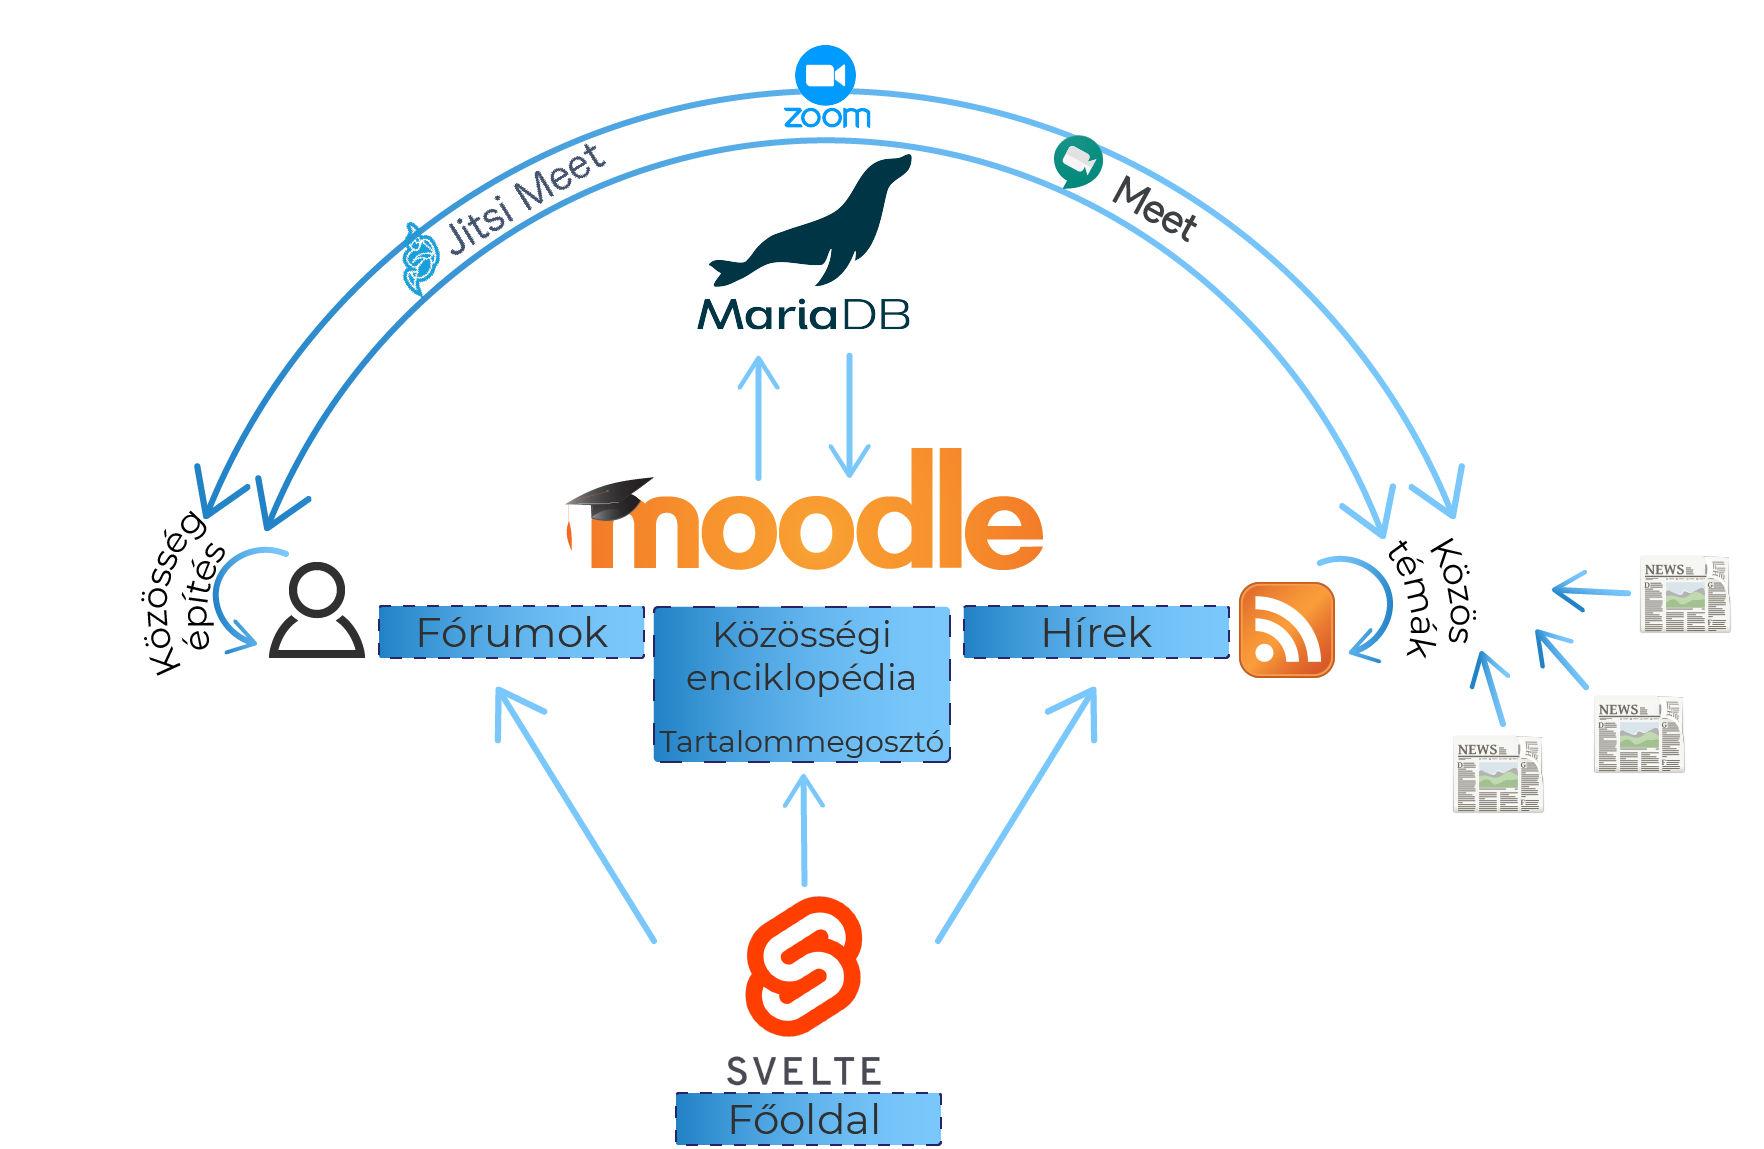 zoom
Jitsi Meet
Meet
MariaDB
moodle
Közösség
építés
Fórumok
Közösségi
enciklopédia
Tartalommegosztó
Hírek
Közös
témák
NEWS
NEWS
NEWS
SVELTE
Főoldal